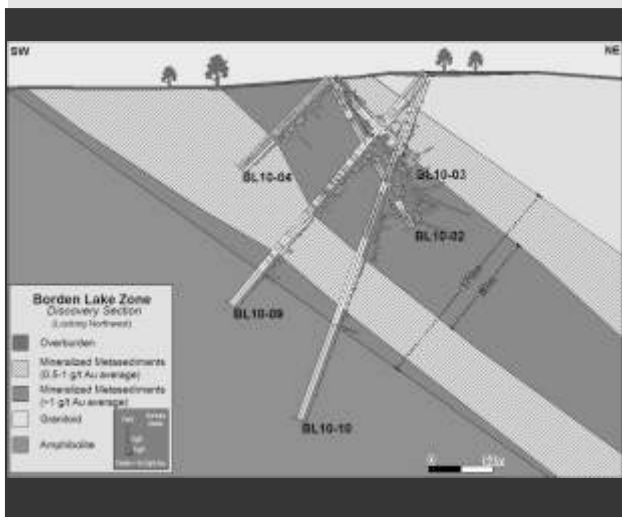 SW
NE
BL10-04
BL10-03
BL10-02
BL10-09
BL10-10
Borden Lake Zone
Discovery Section
(Looking Northwest)
Overburden
Mineralized Metasediments
(0.5-1 g/t Au average)
Mineralized Metasediments
(>1 g/t Au average)
Granitoid
Amphibolite
0